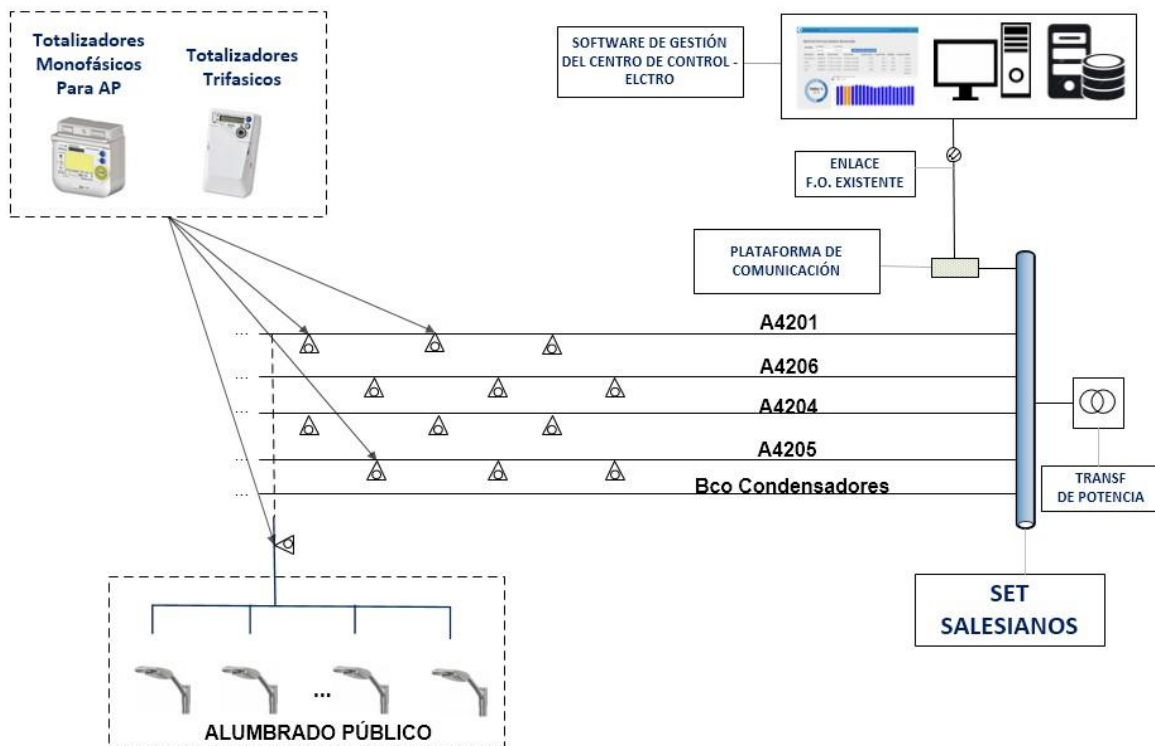 Totalizadores
Monofásicos
Para AP
Totalizadores
Trifasicos
SOFTWARE DE GESTIÓN
DEL CENTRO DE CONTROL -
ELCTRO
ENLACE
F.O. EXISTENTE
PLATAFORMA DE
COMUNICACIÓN
... A4201
... A4206
... A4204
... A4205
... Bco Condensadores
TRANSF
DE POTENCIA
SET
SALESIANOS
...
ALUMBRADO PÚBLICO